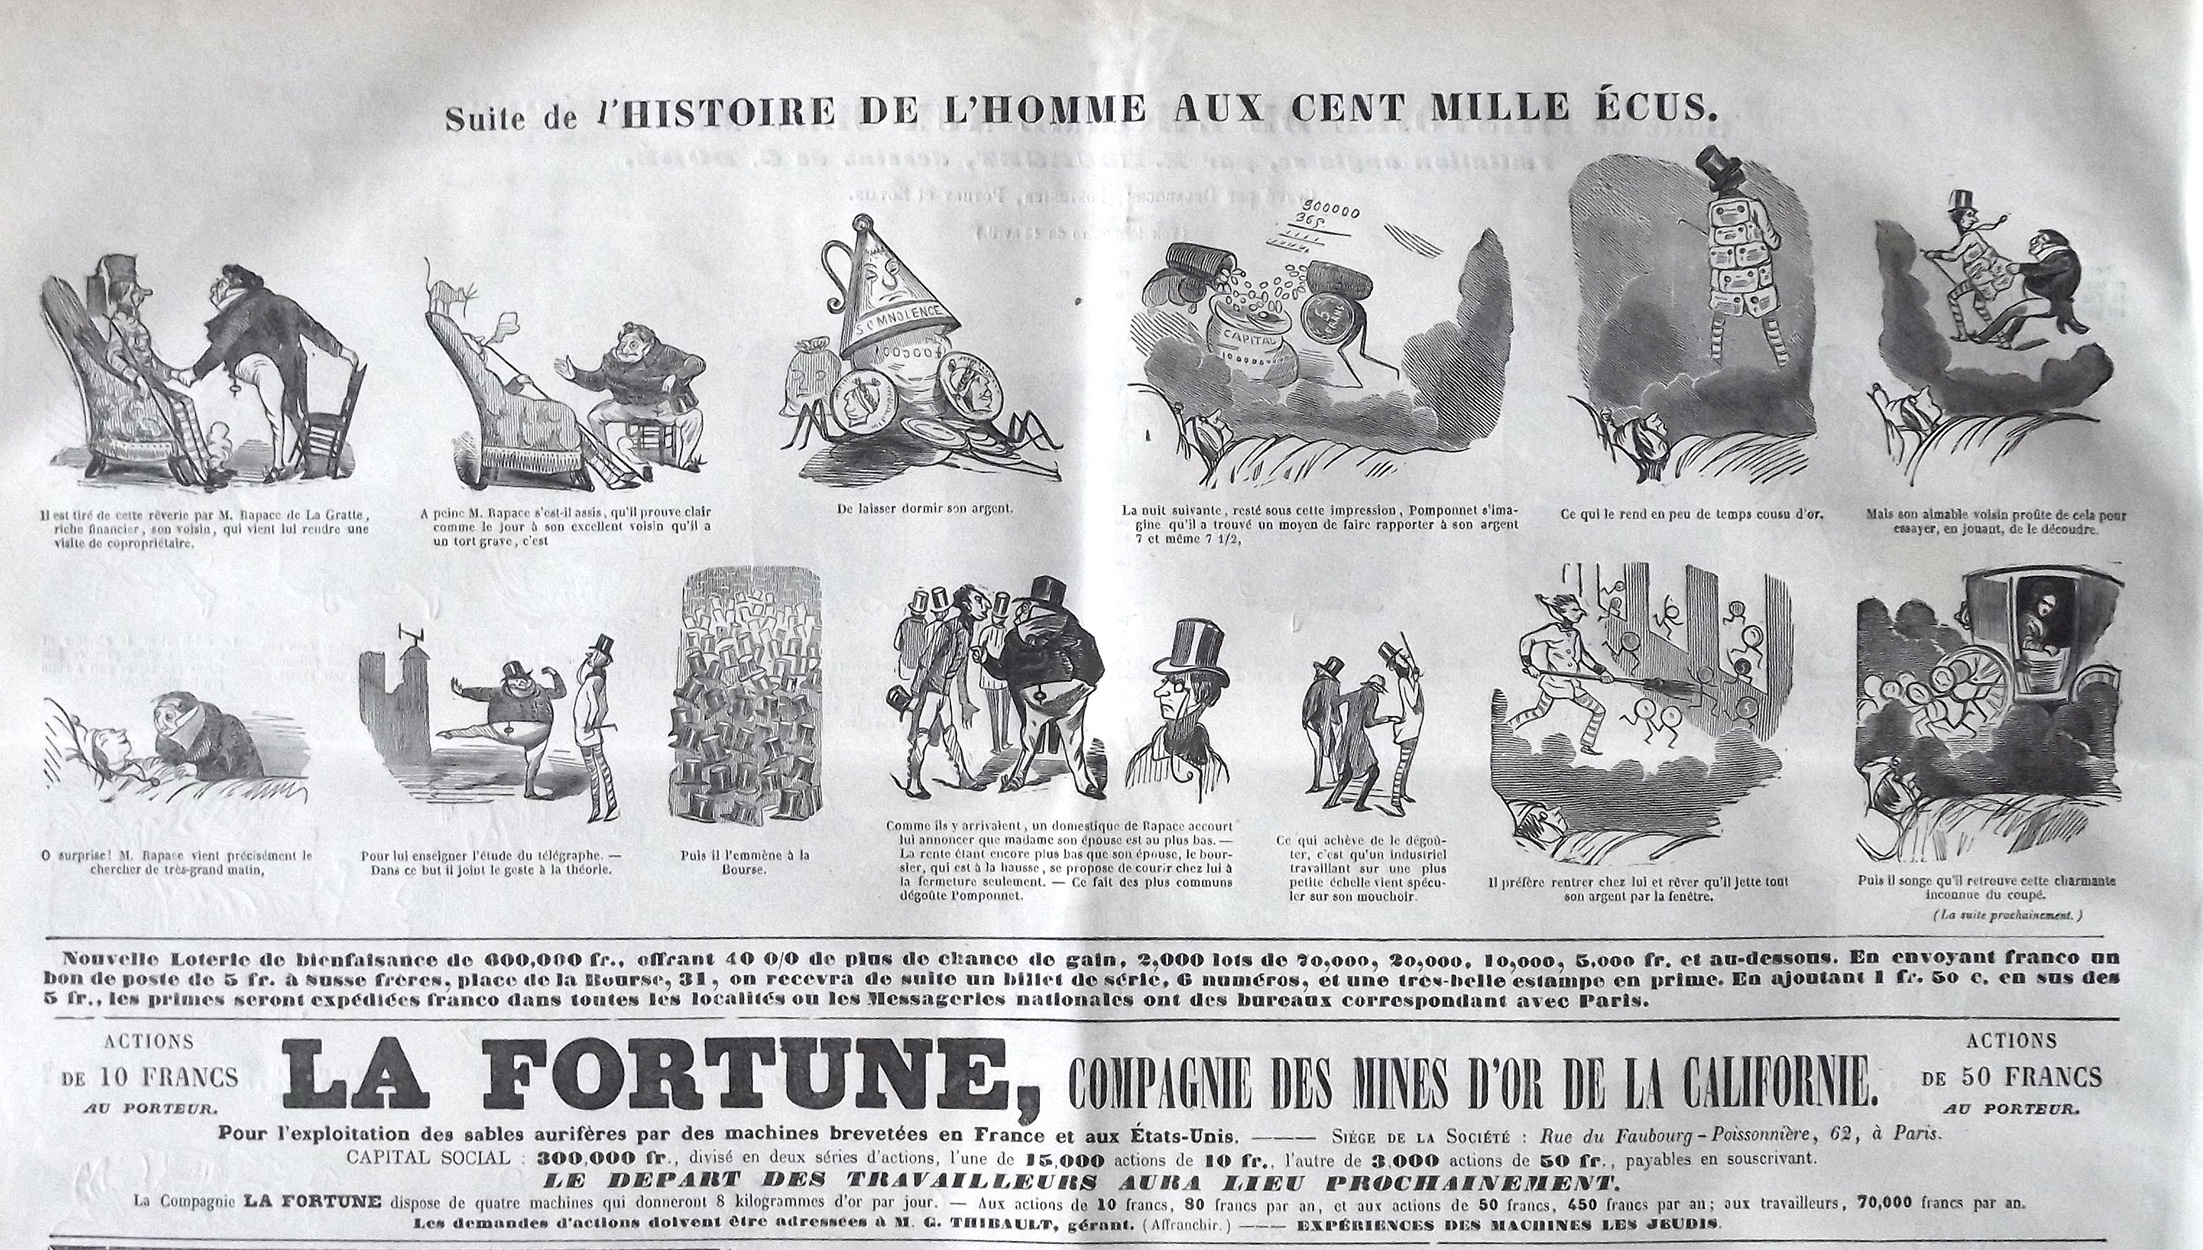 Suite de l'HISTOIRE DE L'HOMME AUX CENT MILLE ÉCUS.
SOMNOLENCE
300000
365
CAPITAL
5
FRANC
Il est tiré de cette rêverie par M. Rapace de La Gratte,
riche financier, son voisin, qui vient lui rendre une
visite de copropriétaire.
A peine M. Rapace s'est-il assis, qu'il prouve clair
comme le jour à son excellent voisin qu'il a
un tort grave, c'est
De laisser dormir son argent.
La nuit suivante, resté sous cette impression, Pomponnet s'ima-
gine qu'il a trouvé un moyen de faire rapporter à son argent
7 et même 7 1/2,
Ce qui le rend en peu de temps cousu d'or,
Mais son aimable voisin profite de cela pour
essayer, en jouant, de le découdre.
O surprise! M. Rapace vient précisément le
chercher de très-grand matin,
Pour lui enseigner l'étude du télégraphe. —
Dans ce but il joint le geste à la théorie.
Puis il l'emmène à la
Bourse.
Comme ils y arrivaient, un domestique de Rapace accourt
lui annoncer que madame son épouse est au plus bas. —
La rente étant encore plus bas que son épouse, le bour-
sier, qui est à la hausse, se propose de courir chez lui à
la fermeture seulement. — Ce fait des plus communs
dégoûte Pomponnet.
Ce qui achève de le dégoû-
ter, c'est qu'un industriel
travaillant sur une plus
petite échelle vient spécu-
ler sur son mouchoir.
Il préfère rentrer chez lui et rêver qu'il jette tout
son argent par la fenêtre.
Puis il songe qu'il retrouve cette charmante
inconnue du coupé.
(La suite prochainement.)
Nouvelle Loterie de bienfaisance de 600,000 fr., offrant 40 0/0 de plus de chance de gain, 2,000 lots de 70,000, 20,000, 10,000, 5,000 fr. et au-dessous. En envoyant franco un
bon de poste de 5 fr. à Susse frères, place de la Bourse, 31, on recevra de suite un billet de série, 6 numéros, et une très-belle estampe en prime. En ajoutant 1 fr. 50 c. en sus des
5 fr., les primes seront expédiées franco dans toutes les localités ou les Messageries nationales ont des bureaux correspondant avec Paris.
ACTIONS
DE 10 FRANCS
AU PORTEUR.
LA FORTUNE, COMPAGNIE DES MINES D'OR DE LA CALIFORNIE.
ACTIONS
DE 50 FRANCS
AU PORTEUR.
Pour l'exploitation des sables aurifères par des machines brevetées en France et aux États-Unis. —— SIÈGE DE LA SOCIÉTÉ : Rue du Faubourg-Poissonnière, 62, à Paris.
CAPITAL SOCIAL : 300,000 fr., divisé en deux séries d'actions, l'une de 15,000 actions de 10 fr., l'autre de 3,000 actions de 50 fr., payables en souscrivant.
LE DEPART DES TRAVAILLEURS AURA LIEU PROCHAINEMENT.
La Compagnie LA FORTUNE dispose de quatre machines qui donneront 8 kilogrammes d'or par jour. — Aux actions de 10 francs, 80 francs par an, et aux actions de 50 francs, 450 francs par an; aux travailleurs, 70,000 francs par an.
Les demandes d'actions doivent être adressées à M. G. THIBAULT, gérant. (Affranchir.) —— EXPÉRIENCES DES MACHINES LES JEUDIS.